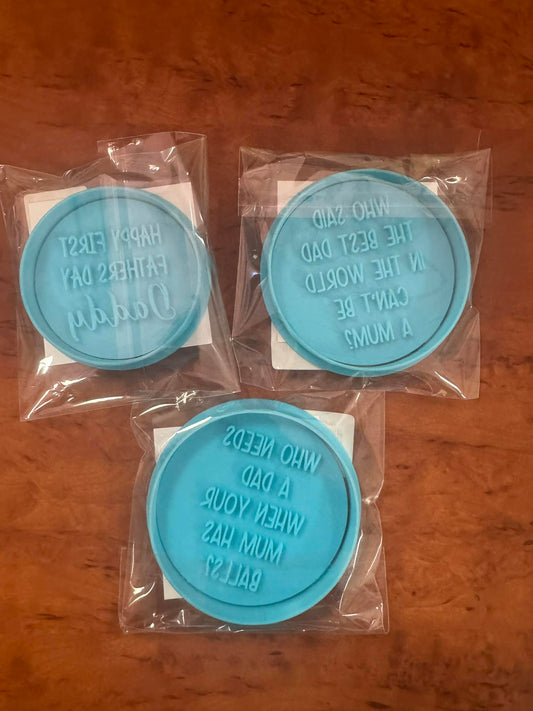 HAPPY FIRST
FATHERS DAY
Daddy
WHO SAID
THE BEST DAD
IN THE WORLD
CAN'T BE
A MUM?
WHO NEEDS
A DAD
WHEN YOUR
MUM HAS
BALLS?